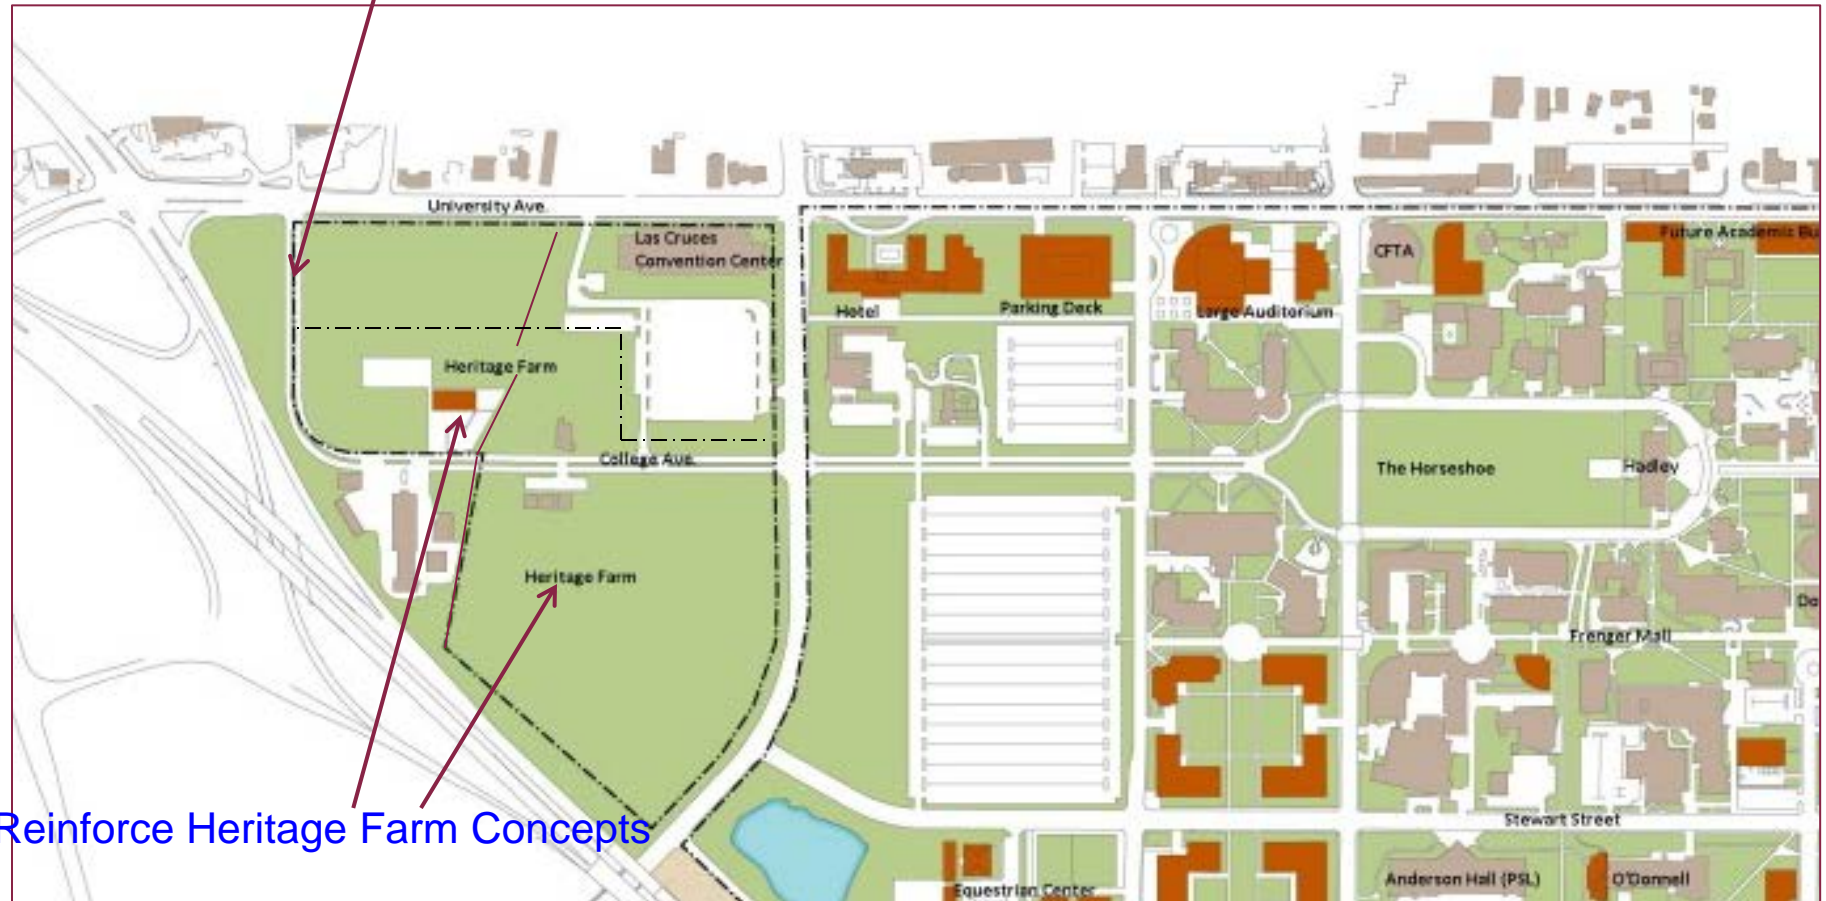 University Ave.
Las Cruces
Convention Center
CFTA
Future Academic Bu
Hotel
Parking Deck
Large Auditorium
Heritage Farm
College Ave.
The Horseshoe
Hadley
Heritage Farm
Do
Frenger Mall
Reinforce Heritage Farm Concepts
Stewart Street
Equestrian Center
Anderson Hall (PSL)
O'Donnell